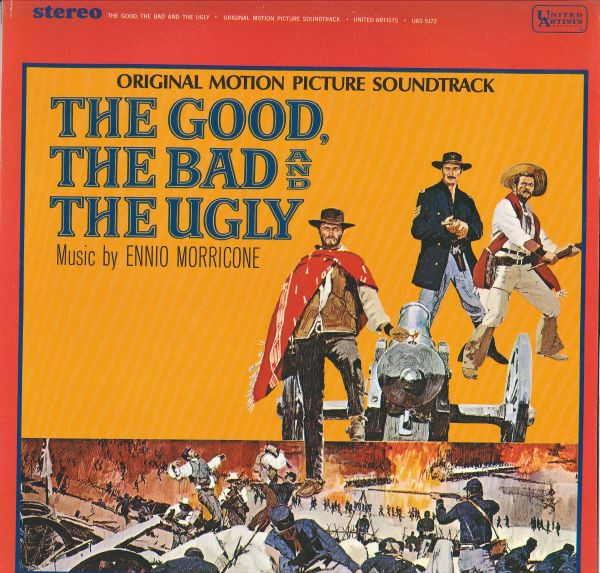 stereo THE GOOD, THE BAD AND THE UGLY • ORIGINAL MOTION PICTURE SOUNDTRACK • UNITED ARTISTS • UAS 5172
UNITED ARTISTS
ORIGINAL MOTION PICTURE SOUNDTRACK
THE GOOD,
THE BAD AND
THE UGLY
Music by ENNIO MORRICONE